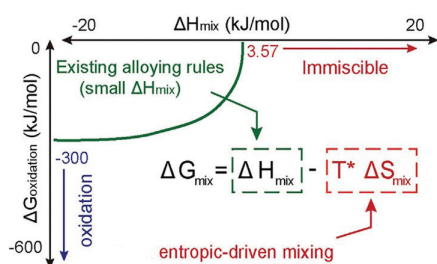 -20 ΔHmix (kJ/mol) 20
0
3.57
Immiscible
Existing alloying rules
(small ΔHmix)
ΔGoxidation (kJ/mol)
-300
oxidation
-600
ΔGmix = ΔHmix - T* ΔSmix
entropic-driven mixing